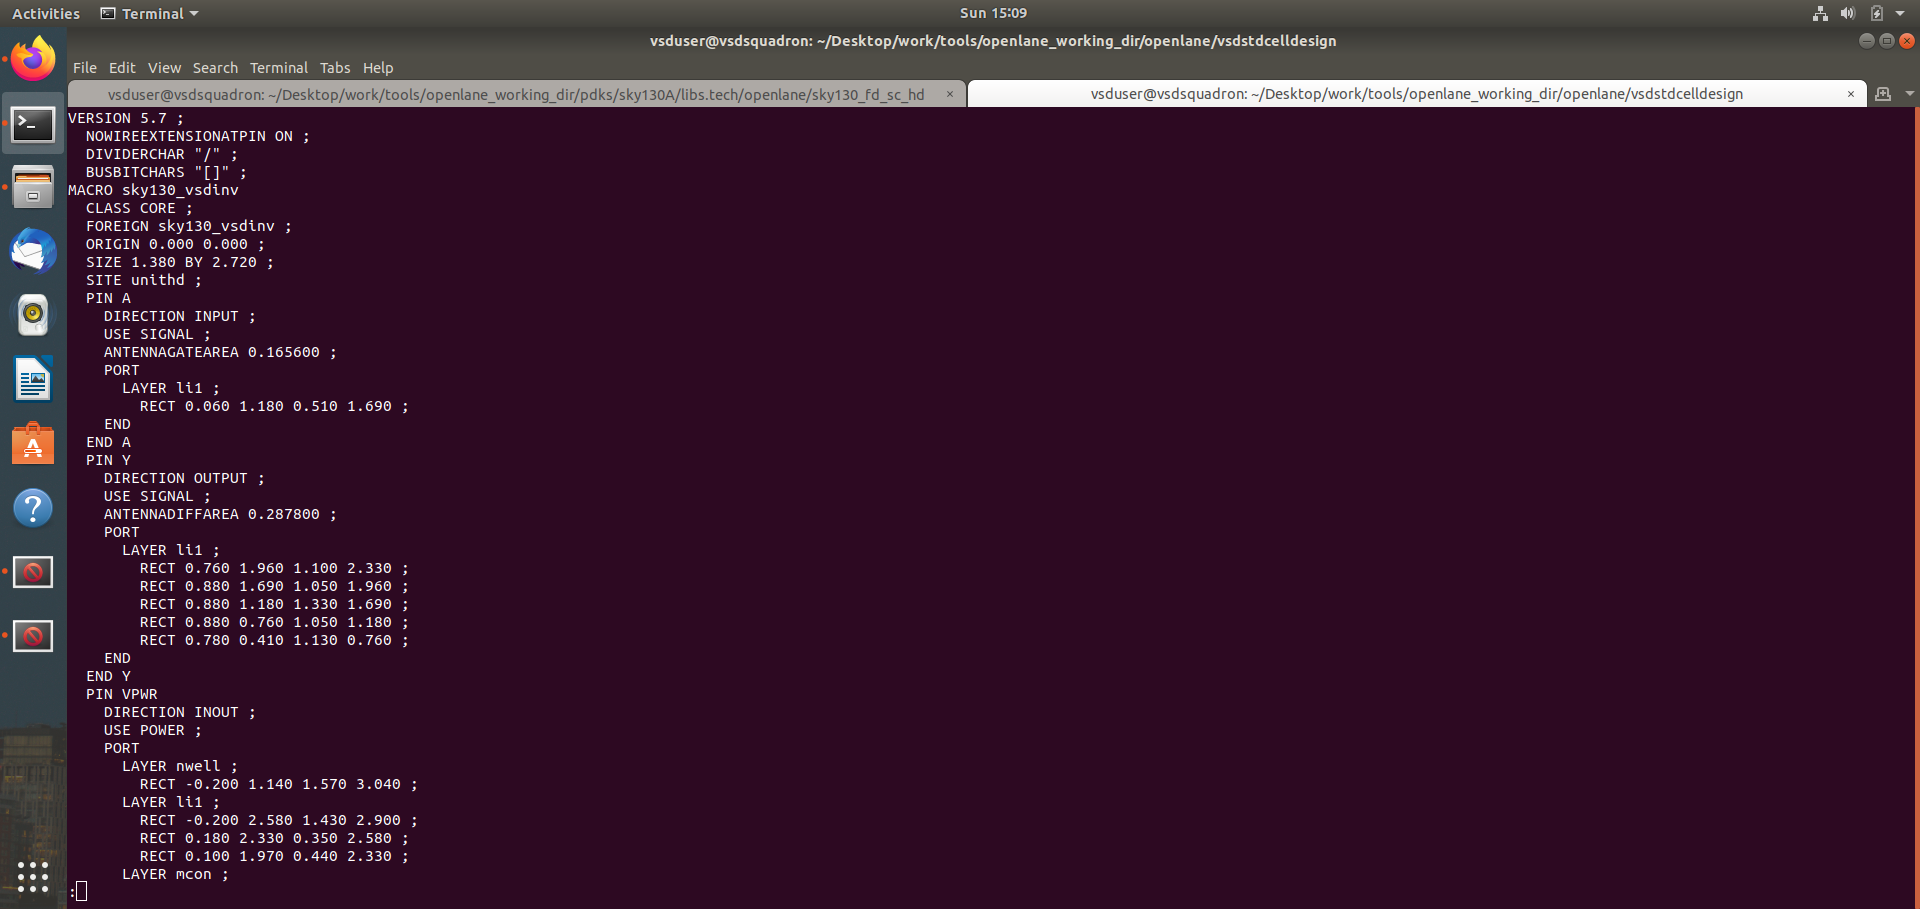 Activities Terminal Sun 15:09
vsduser@vsdsquadron: ~/Desktop/work/tools/openlane_working_dir/openlane/vsdstdcelldesign
File Edit View Search Terminal Tabs Help
vsduser@vsdsquadron: ~/Desktop/work/tools/openlane_working_dir/pdks/sky130A/libs.tech/openlane/sky130_fd_sc_hd × vsduser@vsdsquadron: ~/Desktop/work/tools/openlane_working_dir/openlane/vsdstdcelldesign ×
VERSION 5.7 ;
  NOWIREEXTENSIONATPIN ON ;
  DIVIDERCHAR "/" ;
  BUSBITCHARS "[]" ;
MACRO sky130_vsdinv
  CLASS CORE ;
  FOREIGN sky130_vsdinv ;
  ORIGIN 0.000 0.000 ;
  SIZE 1.380 BY 2.720 ;
  SITE unithd ;
  PIN A
    DIRECTION INPUT ;
    USE SIGNAL ;
    ANTENNAGATEAREA 0.165600 ;
    PORT
      LAYER li1 ;
        RECT 0.060 1.180 0.510 1.690 ;
    END
  END A
  PIN Y
    DIRECTION OUTPUT ;
    USE SIGNAL ;
    ANTENNADIFFAREA 0.287800 ;
    PORT
      LAYER li1 ;
        RECT 0.760 1.960 1.100 2.330 ;
        RECT 0.880 1.690 1.050 1.960 ;
        RECT 0.880 1.180 1.330 1.690 ;
        RECT 0.880 0.760 1.050 1.180 ;
        RECT 0.780 0.410 1.130 0.760 ;
    END
  END Y
  PIN VPWR
    DIRECTION INOUT ;
    USE POWER ;
    PORT
      LAYER nwell ;
        RECT -0.200 1.140 1.570 3.040 ;
      LAYER li1 ;
        RECT -0.200 2.580 1.430 2.900 ;
        RECT 0.180 2.330 0.350 2.580 ;
        RECT 0.100 1.970 0.440 2.330 ;
      LAYER mcon ;
: